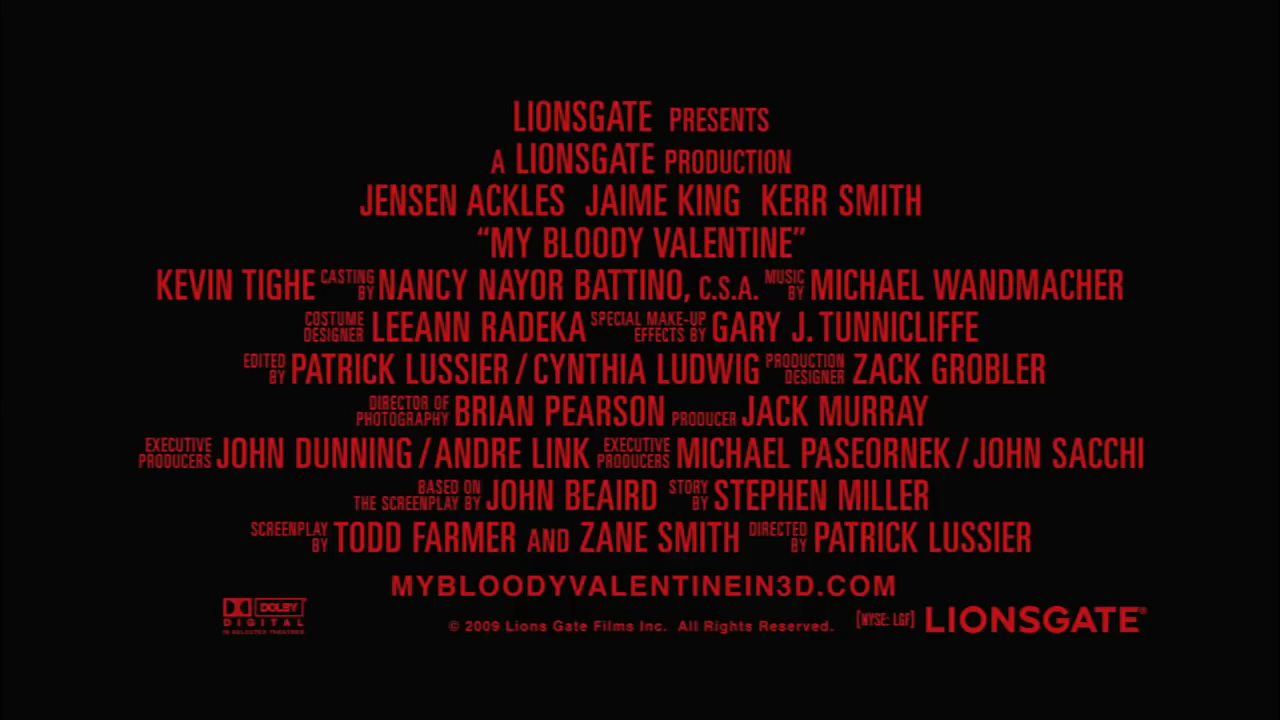 LIONSGATE PRESENTS
A LIONSGATE PRODUCTION
JENSEN ACKLES JAIME KING KERR SMITH
“MY BLOODY VALENTINE”
KEVIN TIGHE CASTING BY NANCY NAYOR BATTINO, C.S.A. MUSIC BY MICHAEL WANDMACHER
COSTUME DESIGNER LEEANN RADEKA SPECIAL MAKE-UP EFFECTS BY GARY J. TUNNICLIFFE
EDITED BY PATRICK LUSSIER / CYNTHIA LUDWIG PRODUCTION DESIGNER ZACK GROBLER
DIRECTOR OF PHOTOGRAPHY BRIAN PEARSON PRODUCER JACK MURRAY
EXECUTIVE PRODUCERS JOHN DUNNING / ANDRE LINK EXECUTIVE PRODUCERS MICHAEL PASEORNEK / JOHN SACCHI
BASED ON THE SCREENPLAY BY JOHN BEAIRD STORY BY STEPHEN MILLER
SCREENPLAY BY TODD FARMER AND ZANE SMITH DIRECTED BY PATRICK LUSSIER
MYBLOODYVALENTINEIN3D.COM
DOLBY
DIGITAL
IN SELECTED THEATRES
© 2009 Lions Gate Films Inc. All Rights Reserved.
[NYSE: LGF] LIONSGATE®